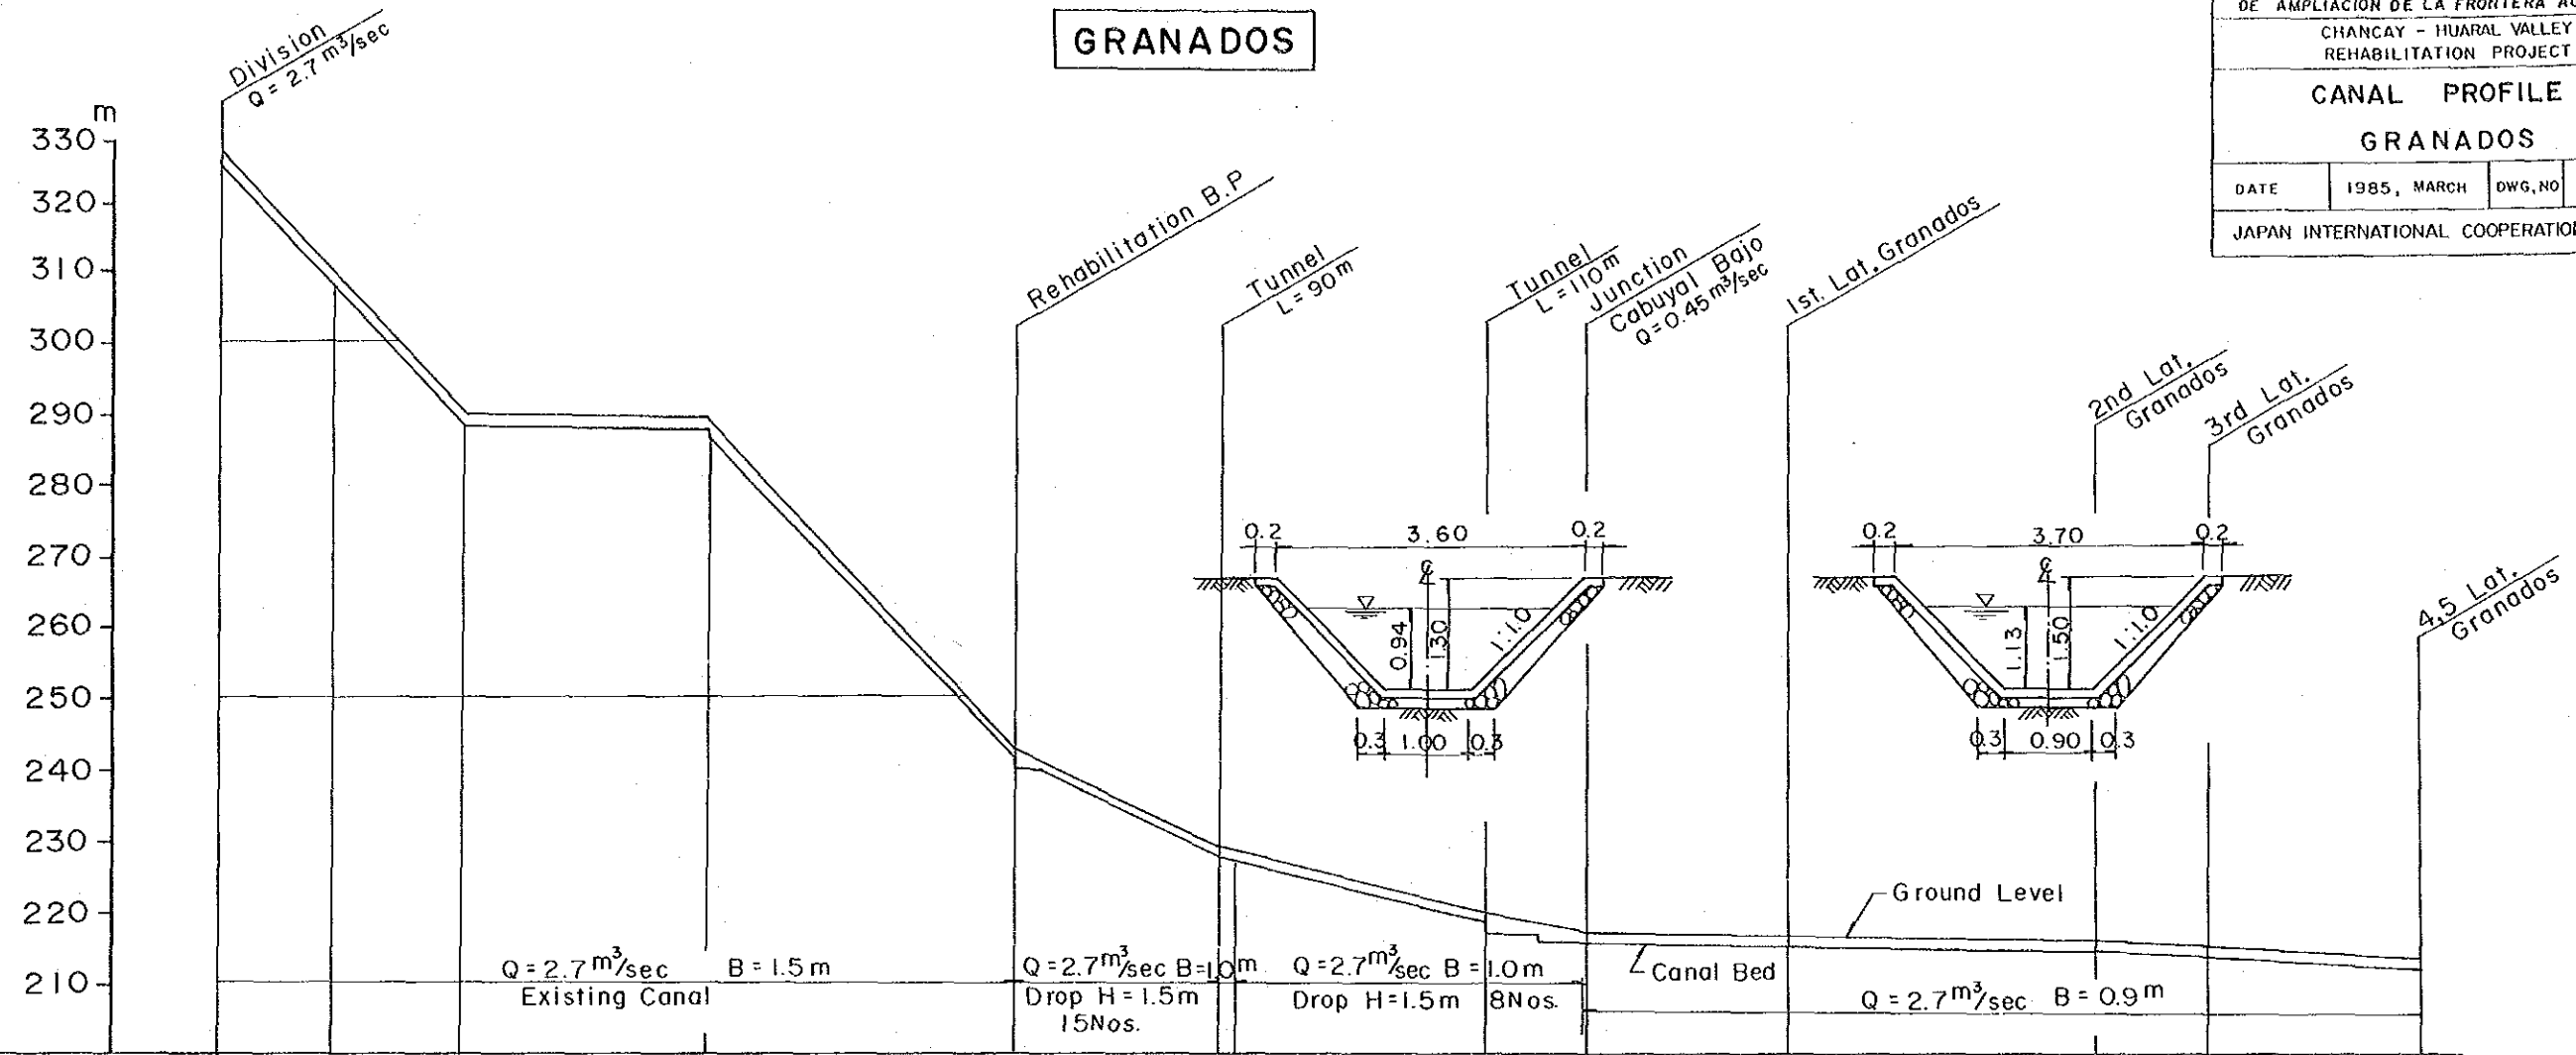 GRANADOS
DE AMPLIACION DE LA FRONTERA
CHANCAY - HUARAL VALLEY
REHABILITATION PROJECT
CANAL PROFILE
GRANADOS
DATE 1985, MARCH DWG, NO
JAPAN INTERNATIONAL COOPERATION
Division
Q = 2.7 m³/sec
Rehabilitation B.P
Tunnel
L = 90 m
Tunnel
L = 110 m
Junction
Cabuyal Bajo
Q = 0.45 m³/sec
1st. Lat. Granados
2nd Lat.
Granados
3rd Lat.
Granados
4,5 Lat.
Granados
m
330
320
310
300
290
280
270
260
250
240
230
220
210
0.2 3.60 0.2
0.94
1.30
1:1.0
0.3 1.00 0.3
0.2 3.70 0.2
1.13
1.50
1:1.0
0.3 0.90 0.3
Ground Level
Canal Bed
Q = 2.7 m³/sec B = 1.5 m
Existing Canal
Q = 2.7 m³/sec B = 1.0 m
Drop H = 1.5 m
15 Nos.
Q = 2.7 m³/sec B = 1.0 m
Drop H = 1.5 m 8 Nos.
Q = 2.7 m³/sec B = 0.9 m